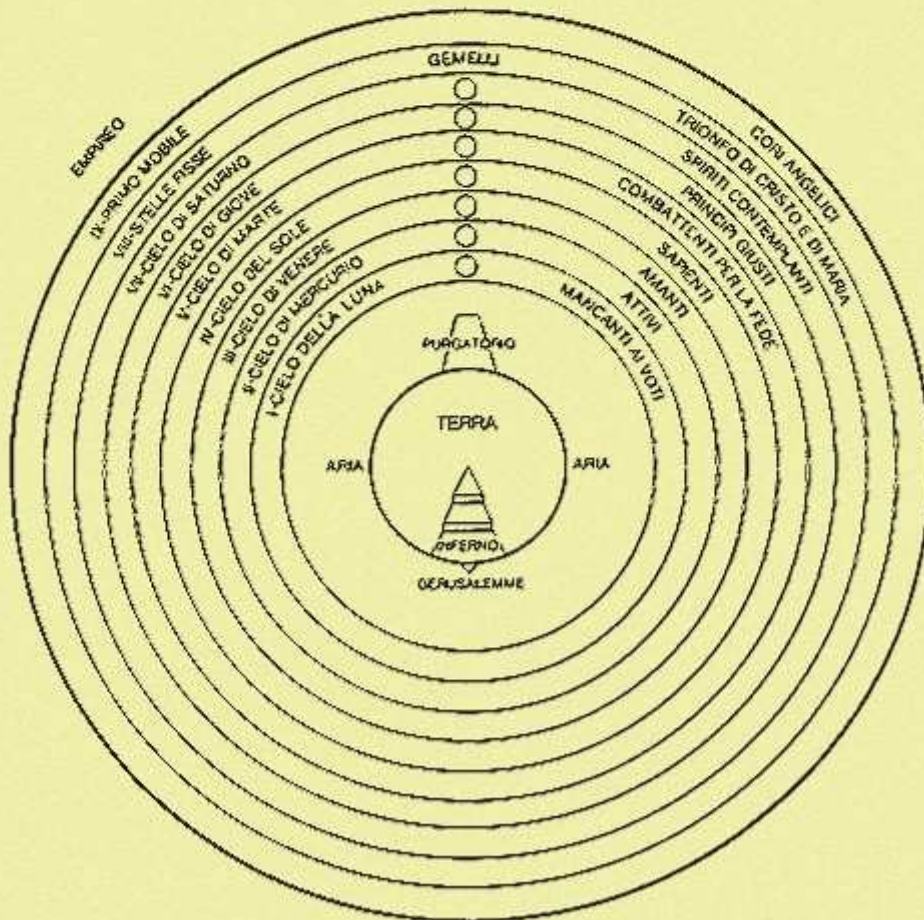 GEMELLI
EMPIREO
IX-PRIMO MOBILE
VIII-STELLE FISSE
VII-CIELO DI SATURNO
VI-CIELO DI GIOVE
V-CIELO DI MARTE
IV-CIELO DEL SOLE
III-CIELO DI VENERE
II-CIELO DI MERCURIO
I-CIELO DELLA LUNA
CORI ANGELICI
TRIONFO DI CRISTO E DI MARIA
SPIRITI CONTEMPLANTI
PRINCIPI GIUSTI
COMBATTENTI PER LA FEDE
SAPIENTI
AMANTI
ATTIVI
MANCANTI AI VOTI
PURGATORIO
TERRA
ARIA
ARIA
INFERNO
GERUSALEMME